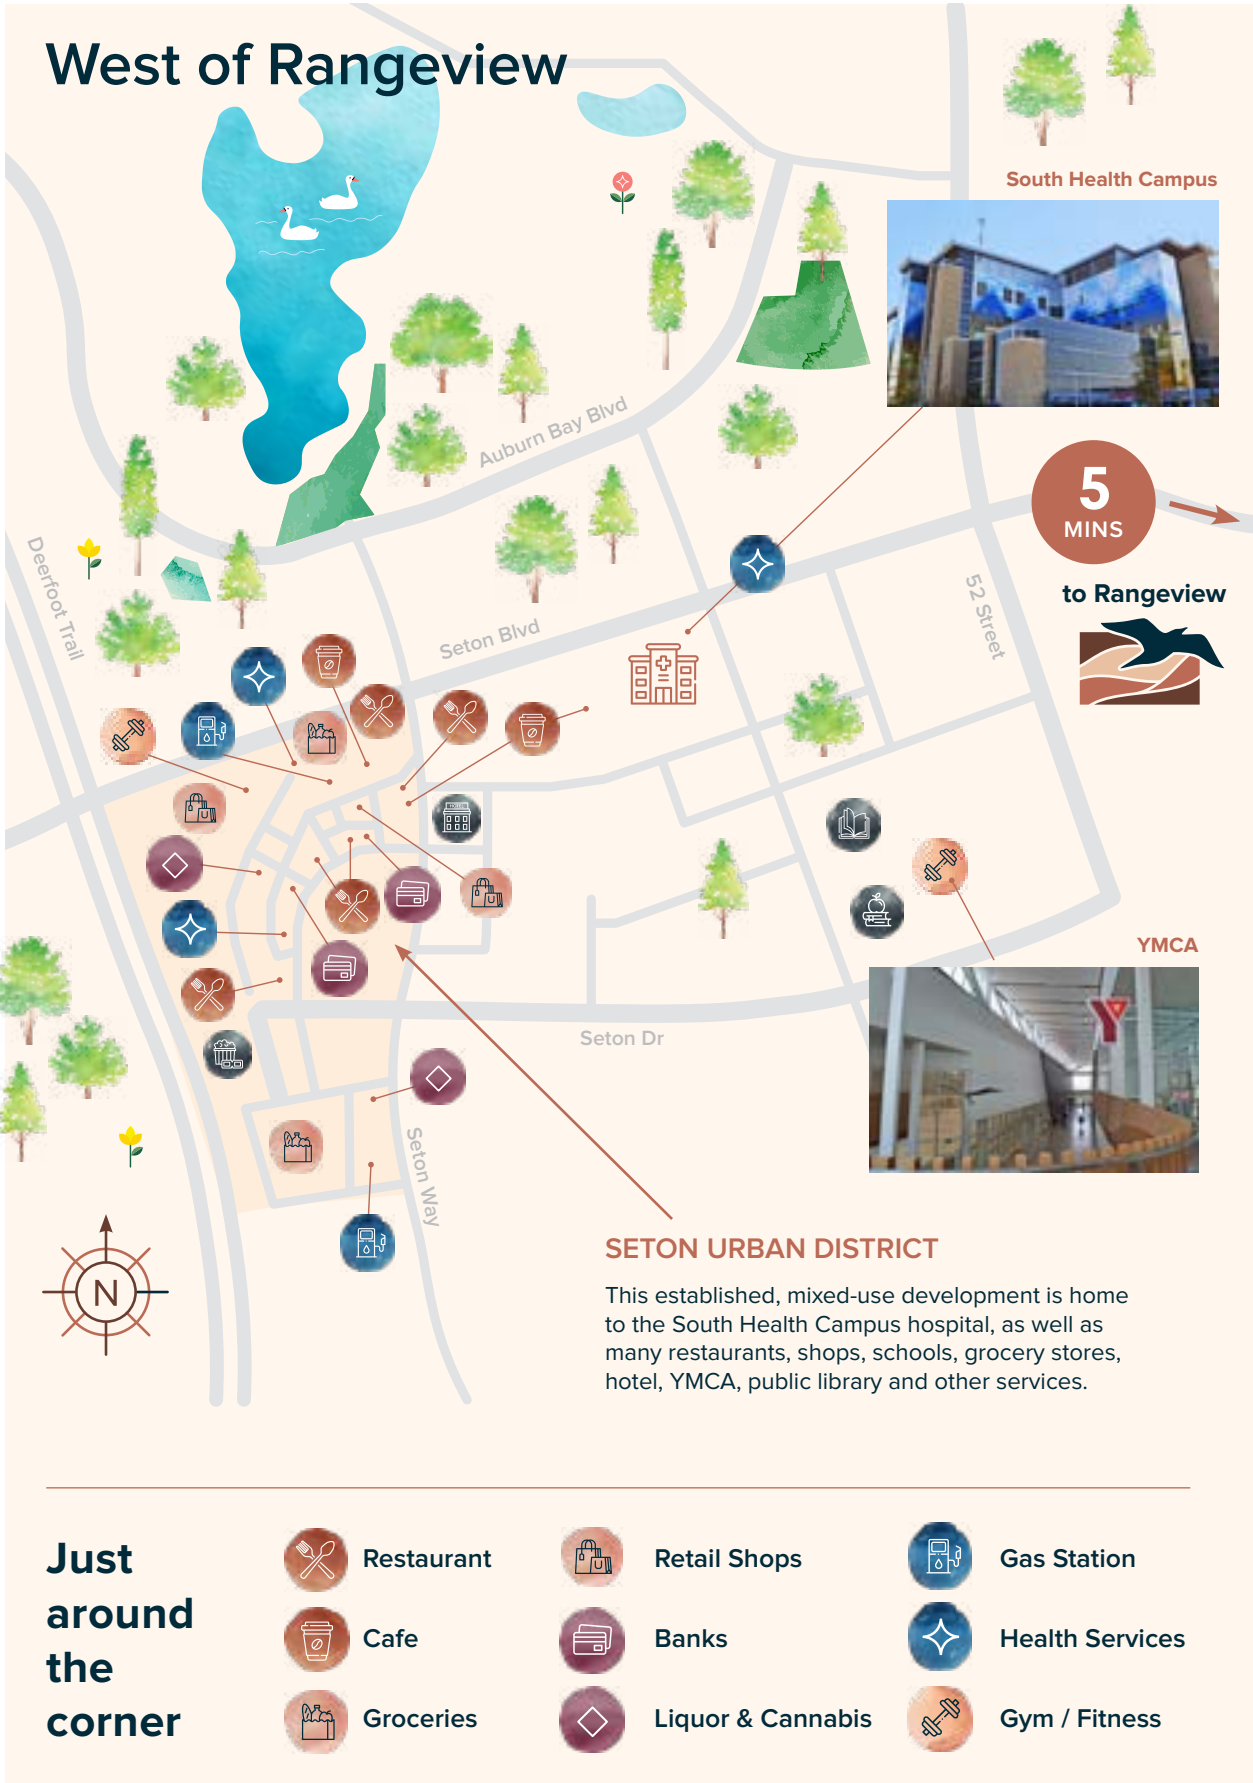 West of Rangeview
South Health Campus
Auburn Bay Blvd
5
MINS
to Rangeview
Deerfoot Trail
52 Street
Seton Blvd
HOTEL
YMCA
Y
Seton Dr
Seton Way
N
SETON URBAN DISTRICT
This established, mixed-use development is home
to the South Health Campus hospital, as well as
many restaurants, shops, schools, grocery stores,
hotel, YMCA, public library and other services.
Just
around
the
corner
Restaurant
Retail Shops
Gas Station
Cafe
Banks
Health Services
Groceries
Liquor & Cannabis
Gym / Fitness